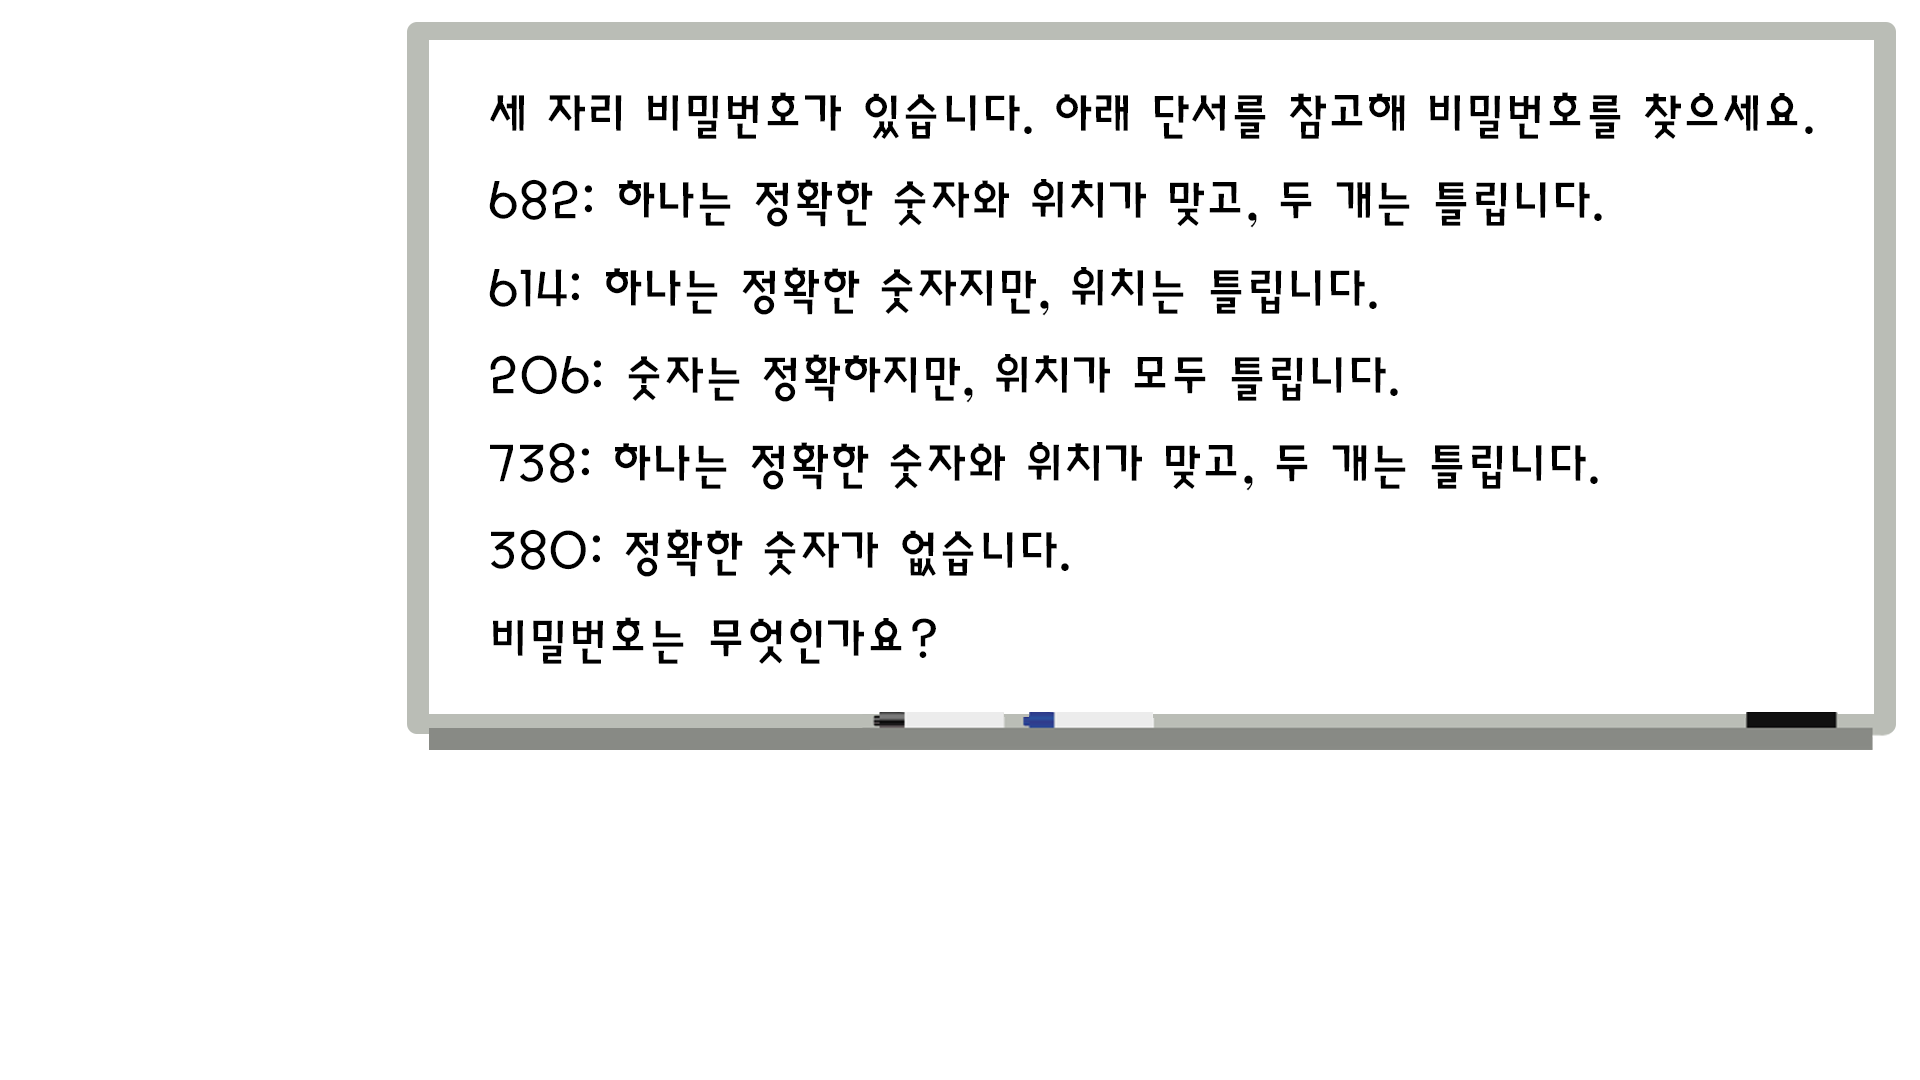 세 자리 비밀번호가 있습니다. 아래 단서를 참고해 비밀번호를 찾으세요.
682: 하나는 정확한 숫자와 위치가 맞고, 두 개는 틀립니다.
614: 하나는 정확한 숫자지만, 위치는 틀립니다.
206: 숫자는 정확하지만, 위치가 모두 틀립니다.
738: 하나는 정확한 숫자와 위치가 맞고, 두 개는 틀립니다.
380: 정확한 숫자가 없습니다.
비밀번호는 무엇인가요?